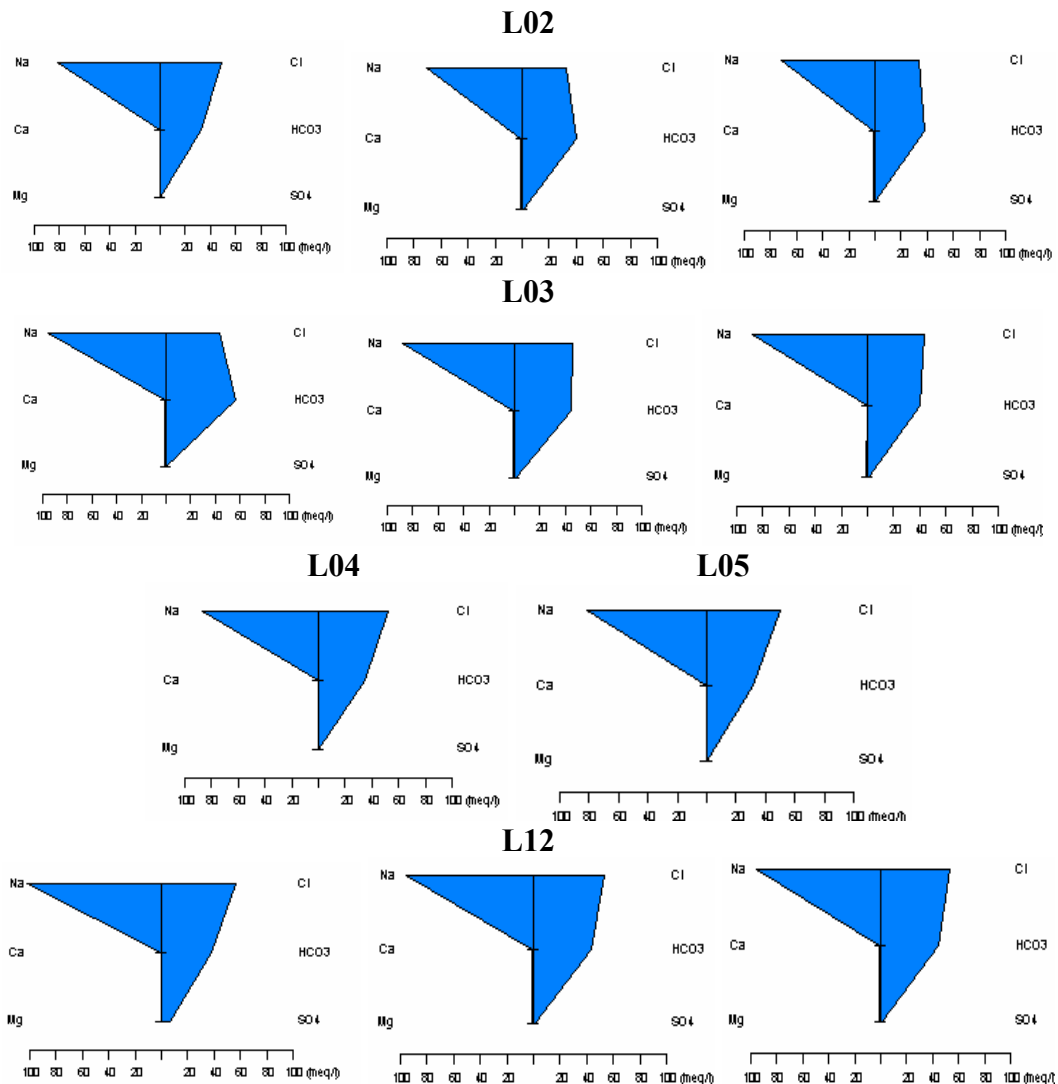 L02
Na Cl Na Cl Na Cl
Ca HCO3 Ca HCO3 Ca HCO3
Mg SO4 Mg SO4 Mg SO4
100 80 60 40 20 20 40 60 80 100 (meq/l) 100 80 60 40 20 20 40 60 80 100 (meq/l) 100 80 60 40 20 20 40 60 80 100 (meq/l)
L03
Na Cl Na Cl Na Cl
Ca HCO3 Ca HCO3 Ca HCO3
Mg SO4 Mg SO4 Mg SO4
100 80 60 40 20 20 40 60 80 100 (meq/l) 100 80 60 40 20 20 40 60 80 100 (meq/l) 100 80 60 40 20 20 40 60 80 100 (meq/l)
L04 L05
Na Cl Na Cl
Ca HCO3 Ca HCO3
Mg SO4 Mg SO4
100 80 60 40 20 20 40 60 80 100 (meq/l) 100 80 60 40 20 20 40 60 80 100 (meq/l)
L12
Na Cl Na Cl Na Cl
Ca HCO3 Ca HCO3 Ca HCO3
Mg SO4 Mg SO4 Mg SO4
100 80 60 40 20 20 40 60 80 100 (meq/l) 100 80 60 40 20 20 40 60 80 100 (meq/l) 100 80 60 40 20 20 40 60 80 100 (meq/l)